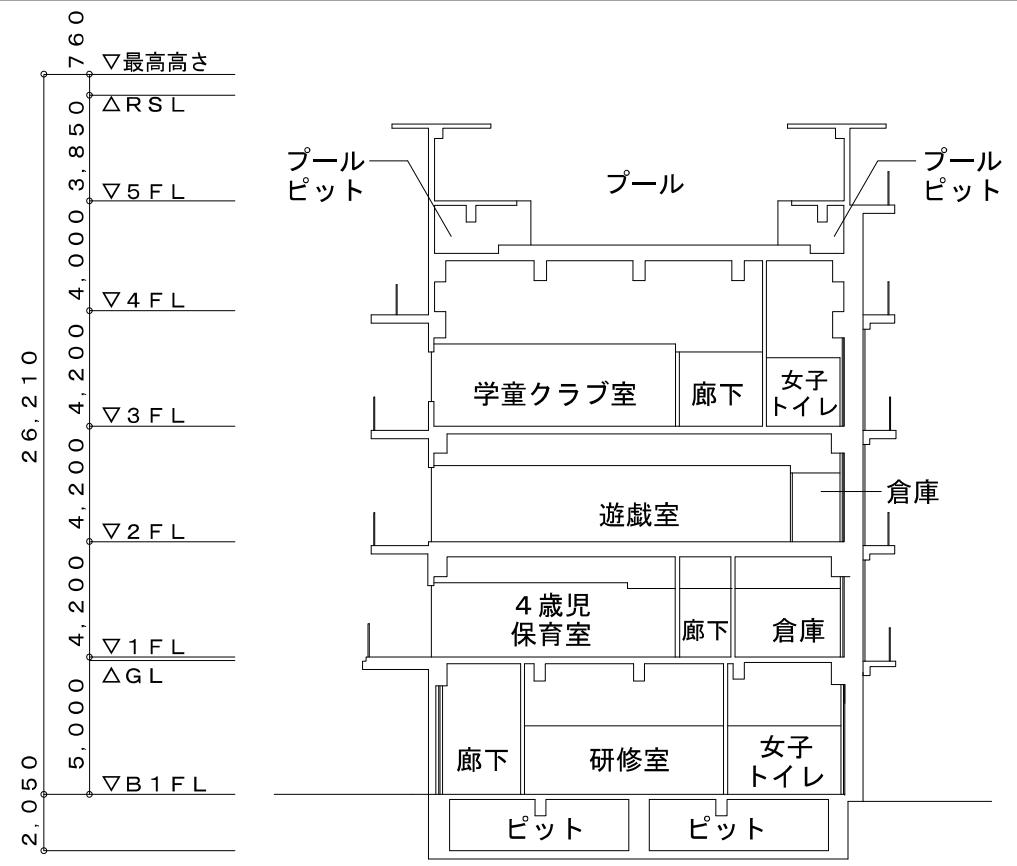 760
▽最高高さ
△RSL
3,850
▽5FL
4,000
▽4FL
4,200
▽3FL
4,200
▽2FL
4,200
▽1FL
△GL
5,000
▽B1FL
26,210
2,050
プール
ピット
プール
プール
ピット
学童クラブ室
廊下
女子
トイレ
遊戯室
倉庫
4歳児
保育室
廊下
倉庫
廊下
研修室
女子
トイレ
ピット
ピット